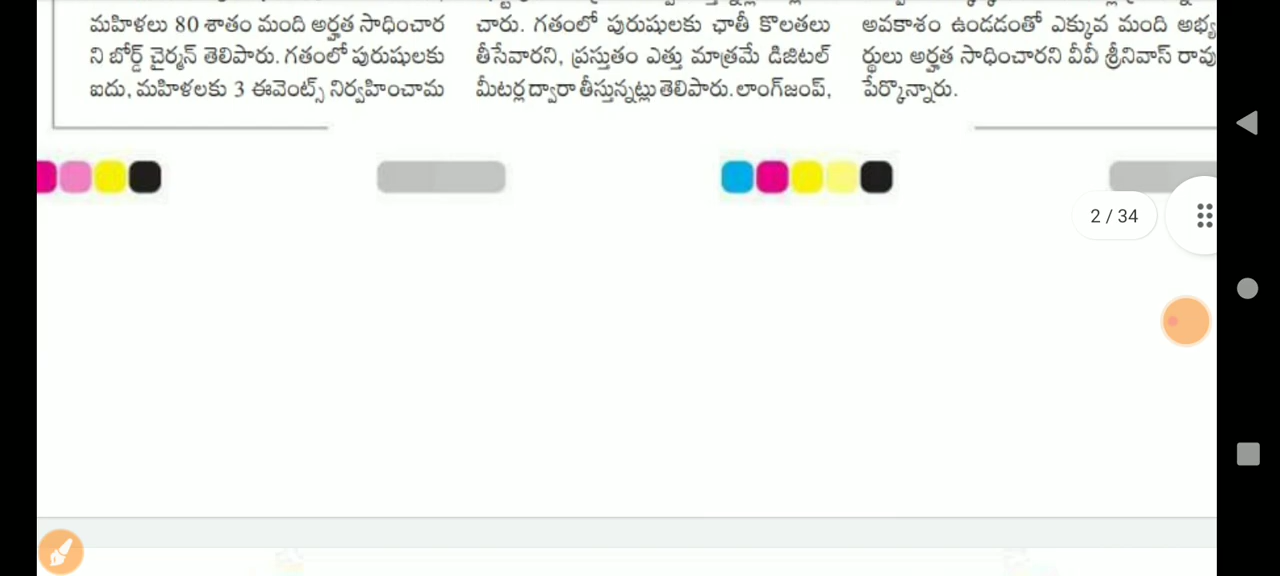 మహిళలు 80 శాతం మంది అర్హత సాధించార
ని బోర్డ్ చైర్మన్ తెలిపారు. గతంలో పురుషులకు
ఐదు, మహిళలకు 3 ఈవెంట్స్ నిర్వహించామ
చారు. గతంలో పురుషులకు ఛాతీ కొలతలు
తీసేవారని, ప్రస్తుతం ఎత్తు మాత్రమే డిజిటల్
మీటర్ల ద్వారా తీస్తున్నట్లు తెలిపారు. లాంగ్‌జంప్,
అవకాశం ఉండడంతో ఎక్కువ మంది అభ్య
ర్థులు అర్హత సాధించారని వీవీ శ్రీనివాస్ రావు
పేర్కొన్నారు.
2 / 34